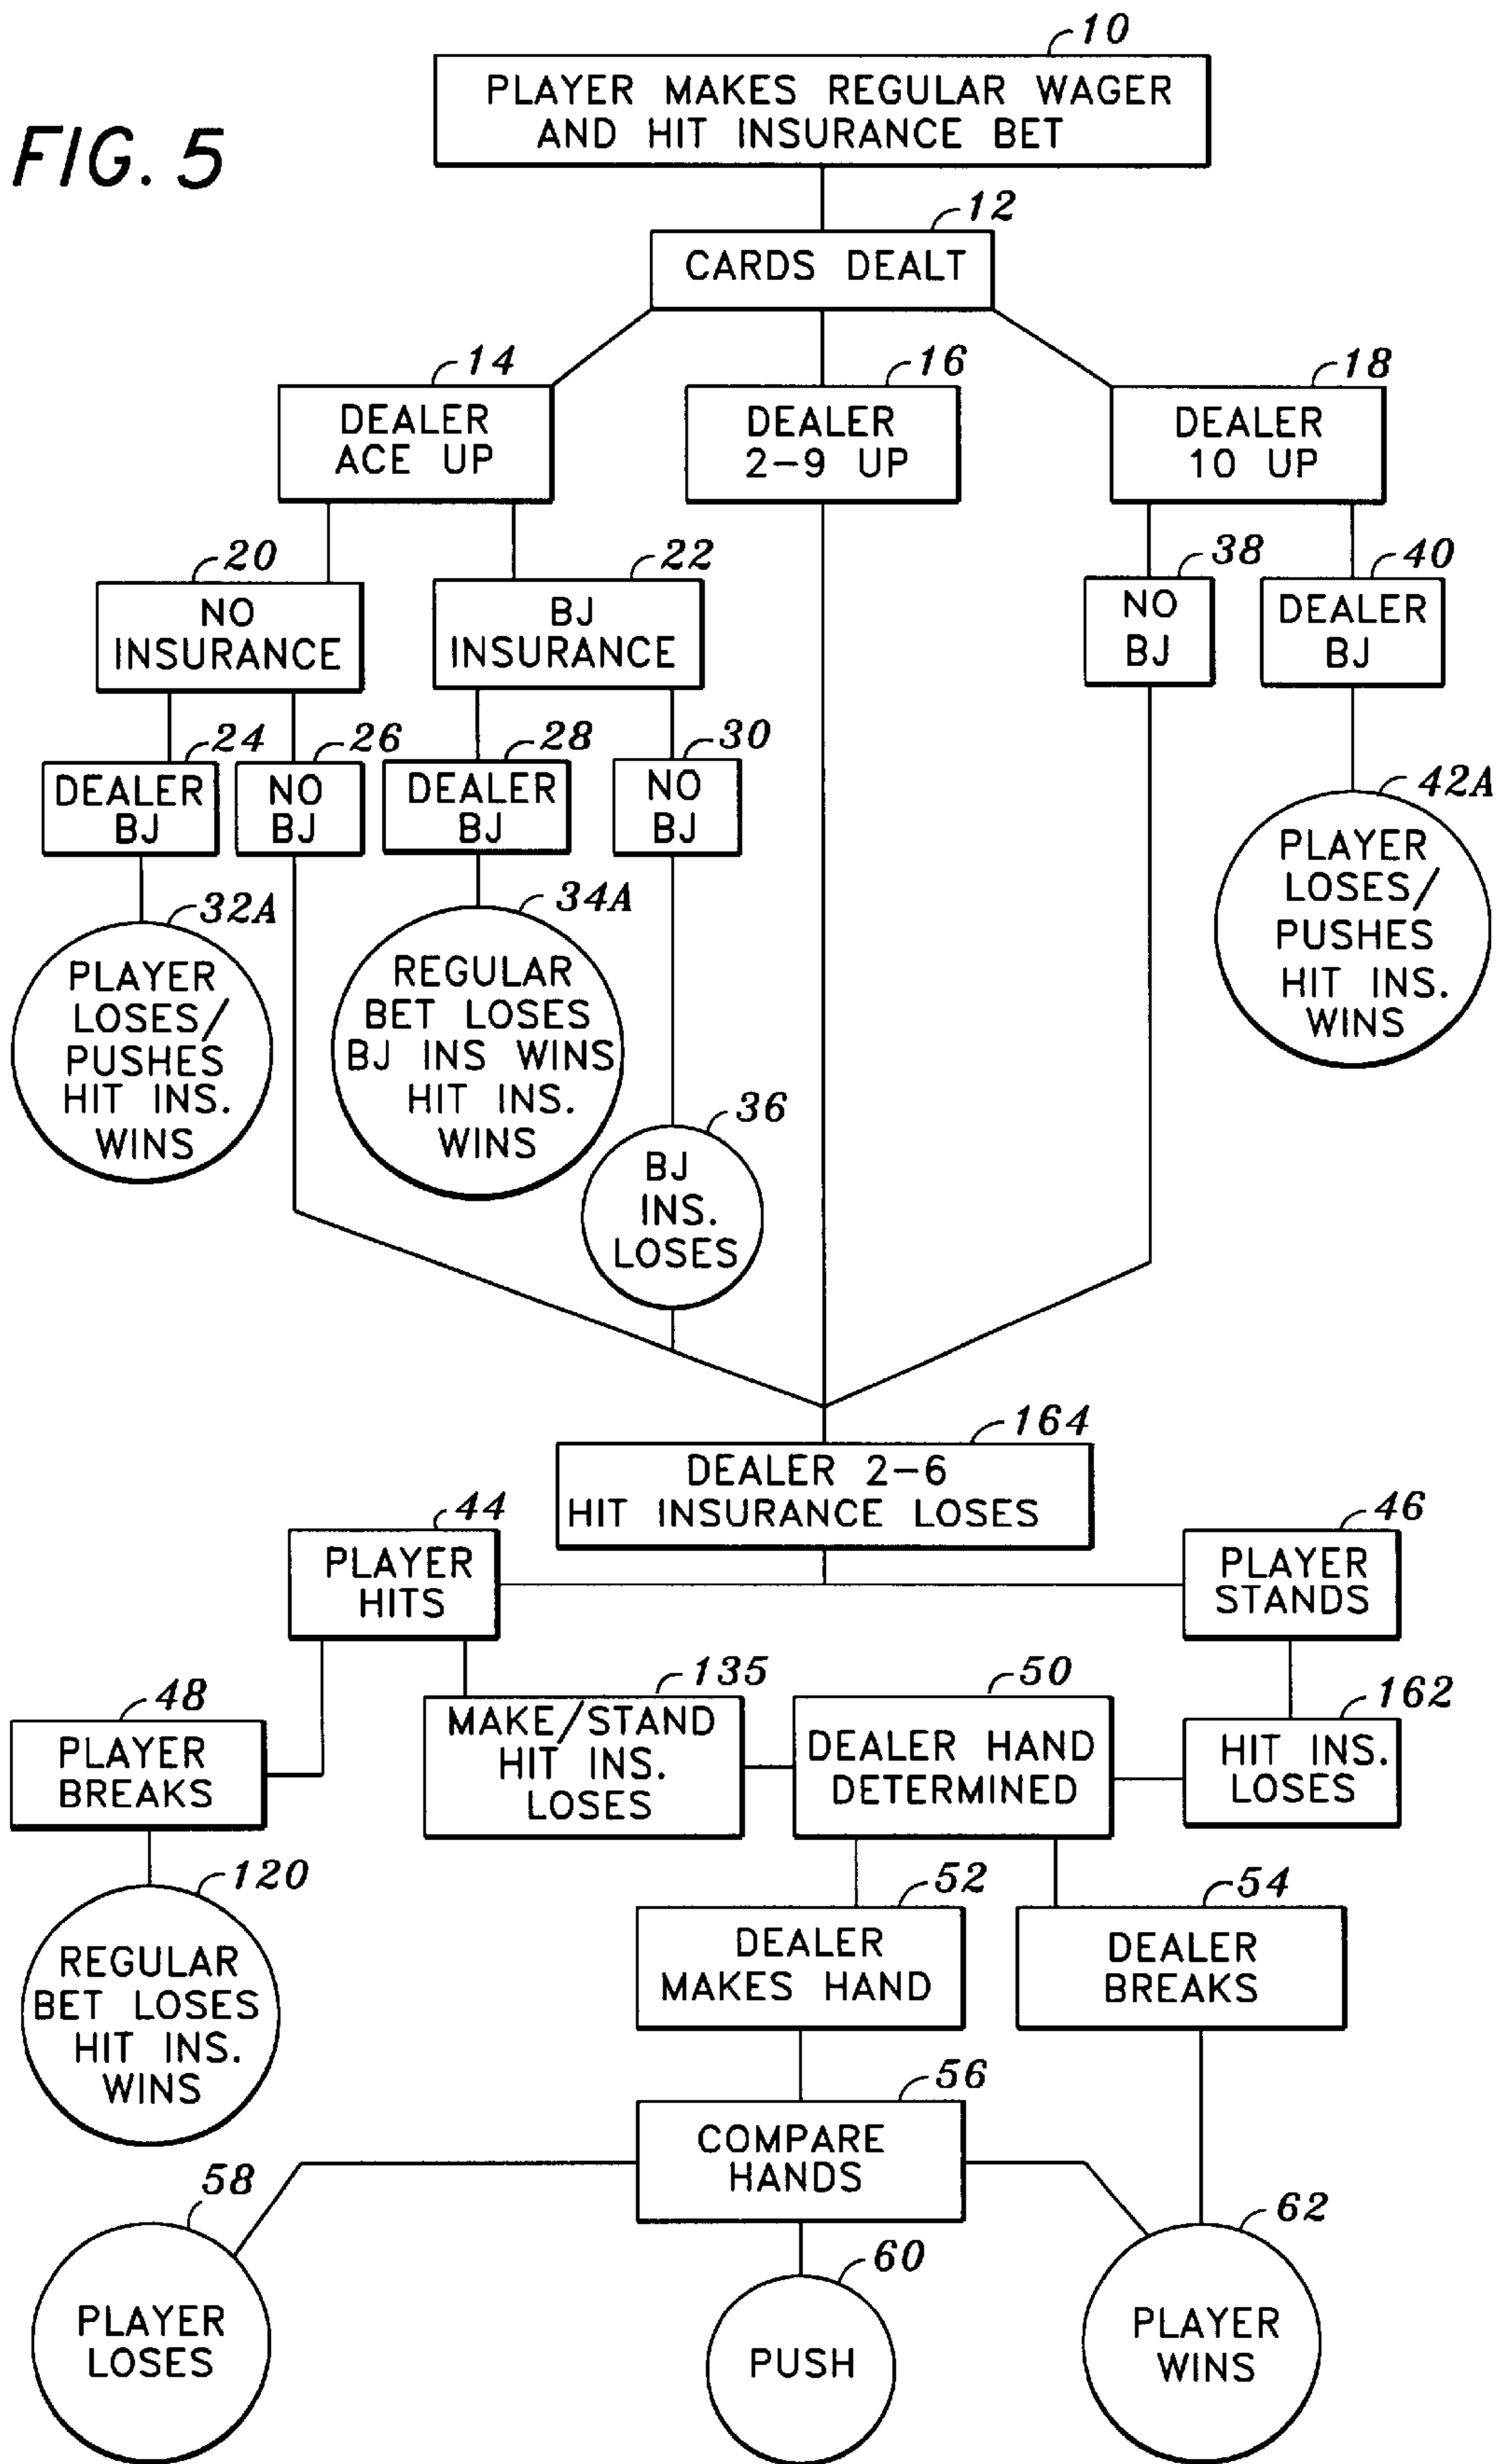 FIG. 5
10
PLAYER MAKES REGULAR WAGER
AND HIT INSURANCE BET
12
CARDS DEALT
14
DEALER
ACE UP
16
DEALER
2-9 UP
18
DEALER
10 UP
20
NO
INSURANCE
22
BJ
INSURANCE
38
NO
BJ
40
DEALER
BJ
24
DEALER
BJ
26
NO
BJ
28
DEALER
BJ
30
NO
BJ
42A
PLAYER
LOSES/
PUSHES
HIT INS.
WINS
32A
PLAYER
LOSES/
PUSHES
HIT INS.
WINS
34A
REGULAR
BET LOSES
BJ INS WINS
HIT INS.
WINS
36
BJ
INS.
LOSES
164
DEALER 2-6
HIT INSURANCE LOSES
44
PLAYER
HITS
46
PLAYER
STANDS
48
PLAYER
BREAKS
135
MAKE/STAND
HIT INS.
LOSES
50
DEALER HAND
DETERMINED
162
HIT INS.
LOSES
120
REGULAR
BET LOSES
HIT INS.
WINS
52
DEALER
MAKES HAND
54
DEALER
BREAKS
56
COMPARE
HANDS
58
PLAYER
LOSES
60
PUSH
62
PLAYER
WINS